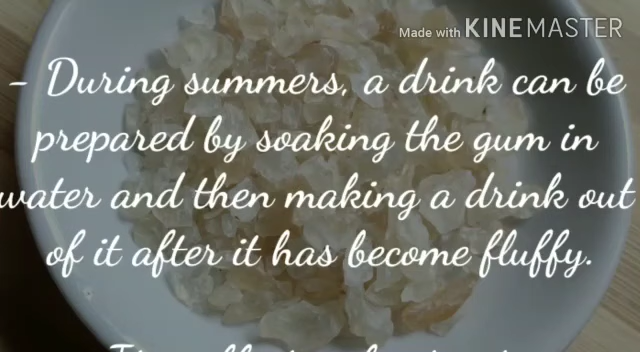 Made with KINEMASTER
- During summers, a drink can be
prepared by soaking the gum in
water and then making a drink out
of it after it has become fluffy.